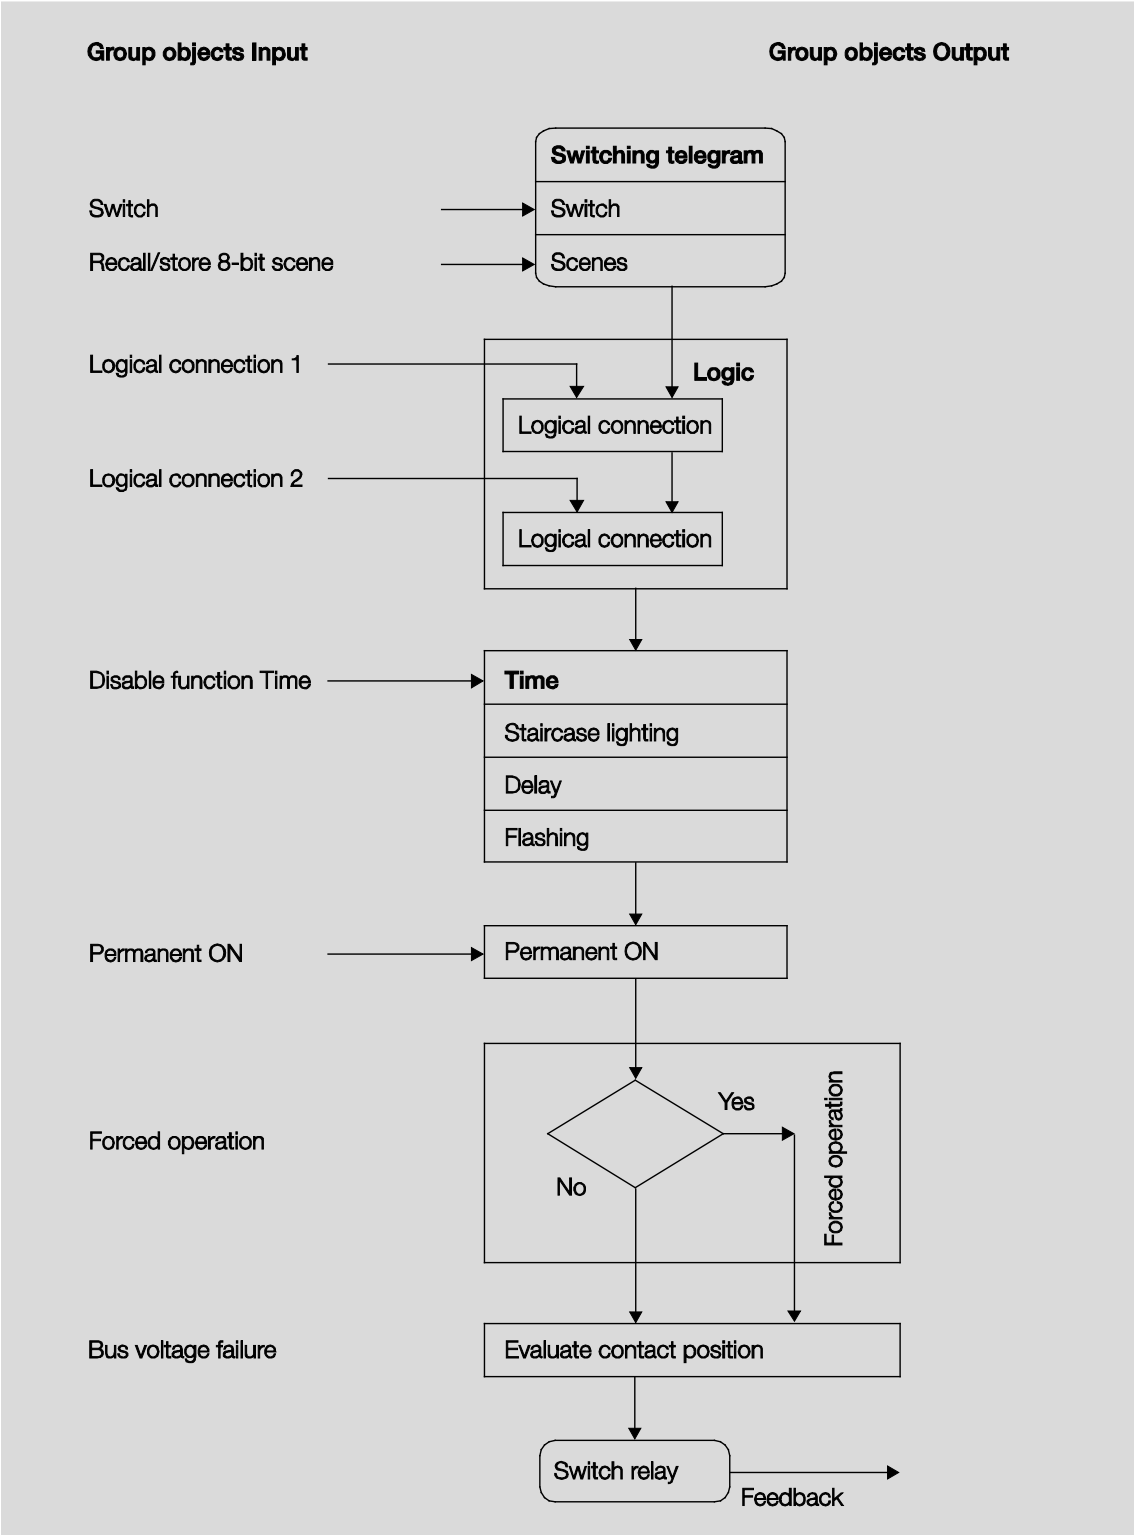 Group objects Input
Group objects Output
Switching telegram
Switch
Switch
Recall/store 8-bit scene
Scenes
Logical connection 1
Logic
Logical connection
Logical connection 2
Logical connection
Disable function Time
Time
Staircase lighting
Delay
Flashing
Permanent ON
Permanent ON
Yes
Forced operation
Forced operation
No
Bus voltage failure
Evaluate contact position
Switch relay
Feedback